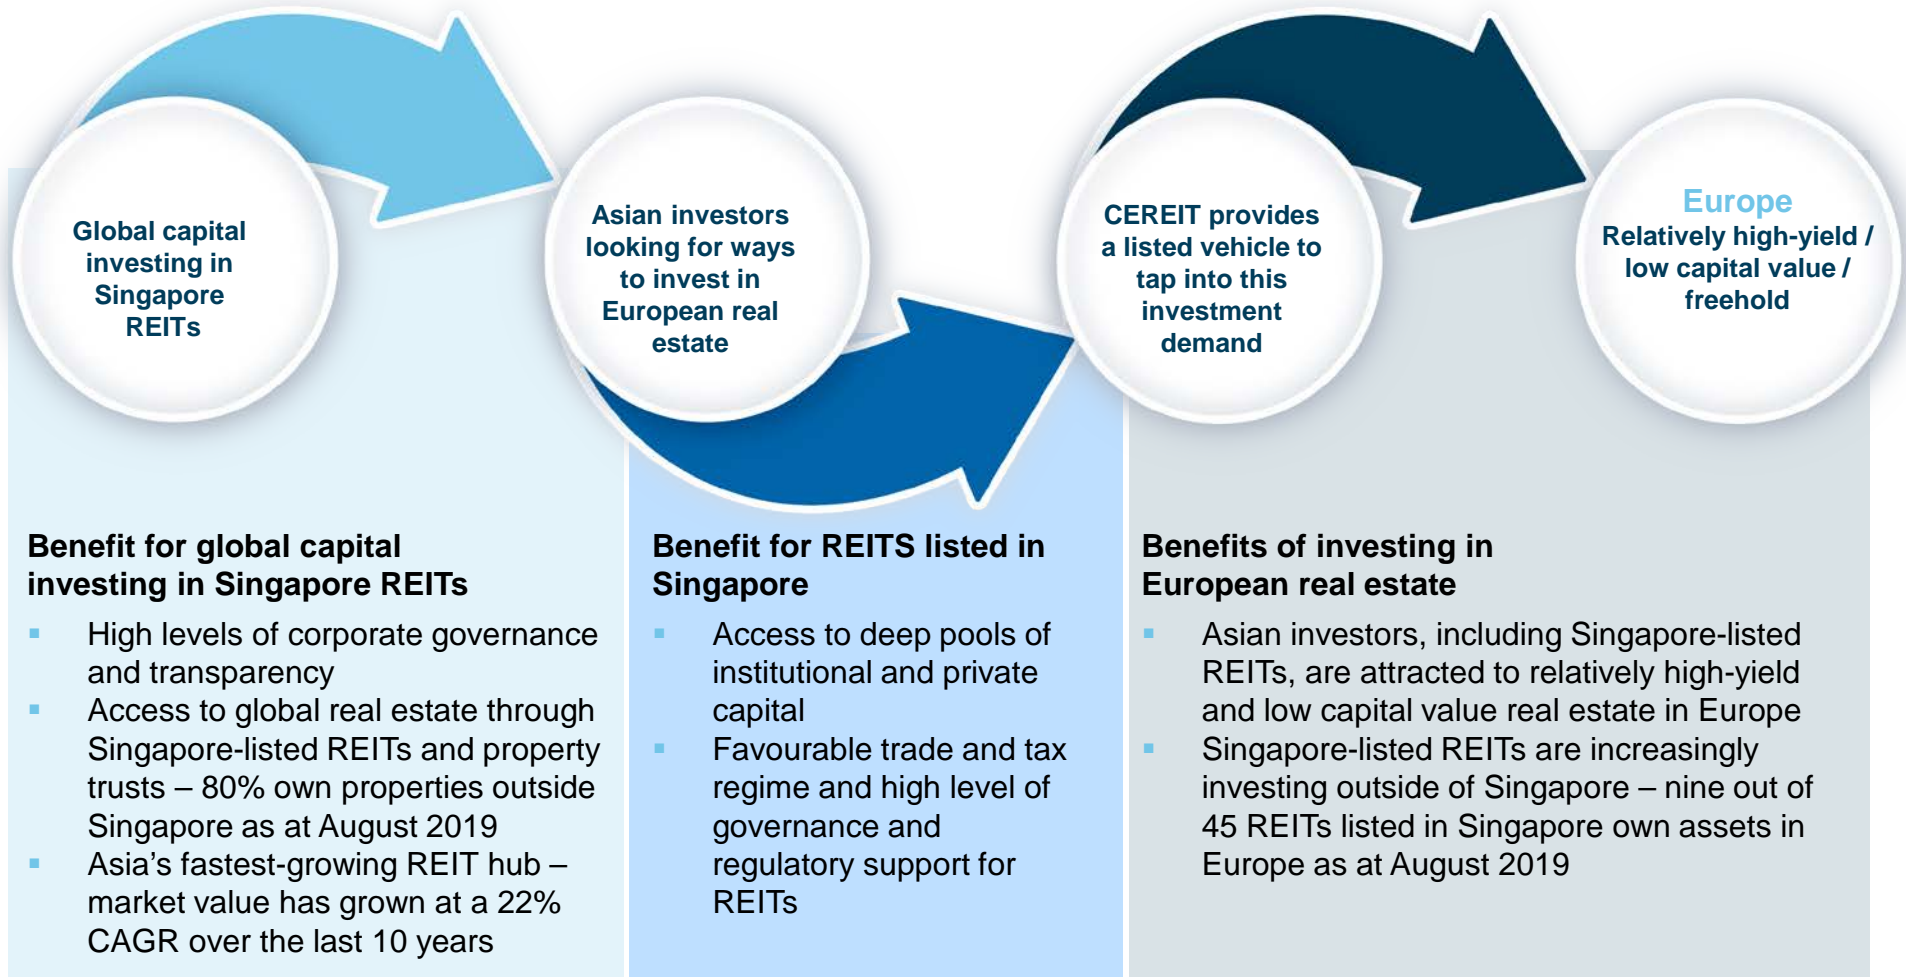 Global capital
investing in
Singapore
REITs
Asian investors
looking for ways
to invest in
European real
estate
CEREIT provides
a listed vehicle to
tap into this
investment
demand
Europe
Relatively high-yield /
low capital value /
freehold
Benefit for global capital
investing in Singapore REITs
▪ High levels of corporate governance
and transparency
▪ Access to global real estate through
Singapore-listed REITs and property
trusts – 80% own properties outside
Singapore as at August 2019
▪ Asia’s fastest-growing REIT hub –
market value has grown at a 22%
CAGR over the last 10 years
Benefit for REITS listed in
Singapore
▪ Access to deep pools of
institutional and private
capital
▪ Favourable trade and tax
regime and high level of
governance and
regulatory support for
REITs
Benefits of investing in
European real estate
▪ Asian investors, including Singapore-listed
REITs, are attracted to relatively high-yield
and low capital value real estate in Europe
▪ Singapore-listed REITs are increasingly
investing outside of Singapore – nine out of
45 REITs listed in Singapore own assets in
Europe as at August 2019